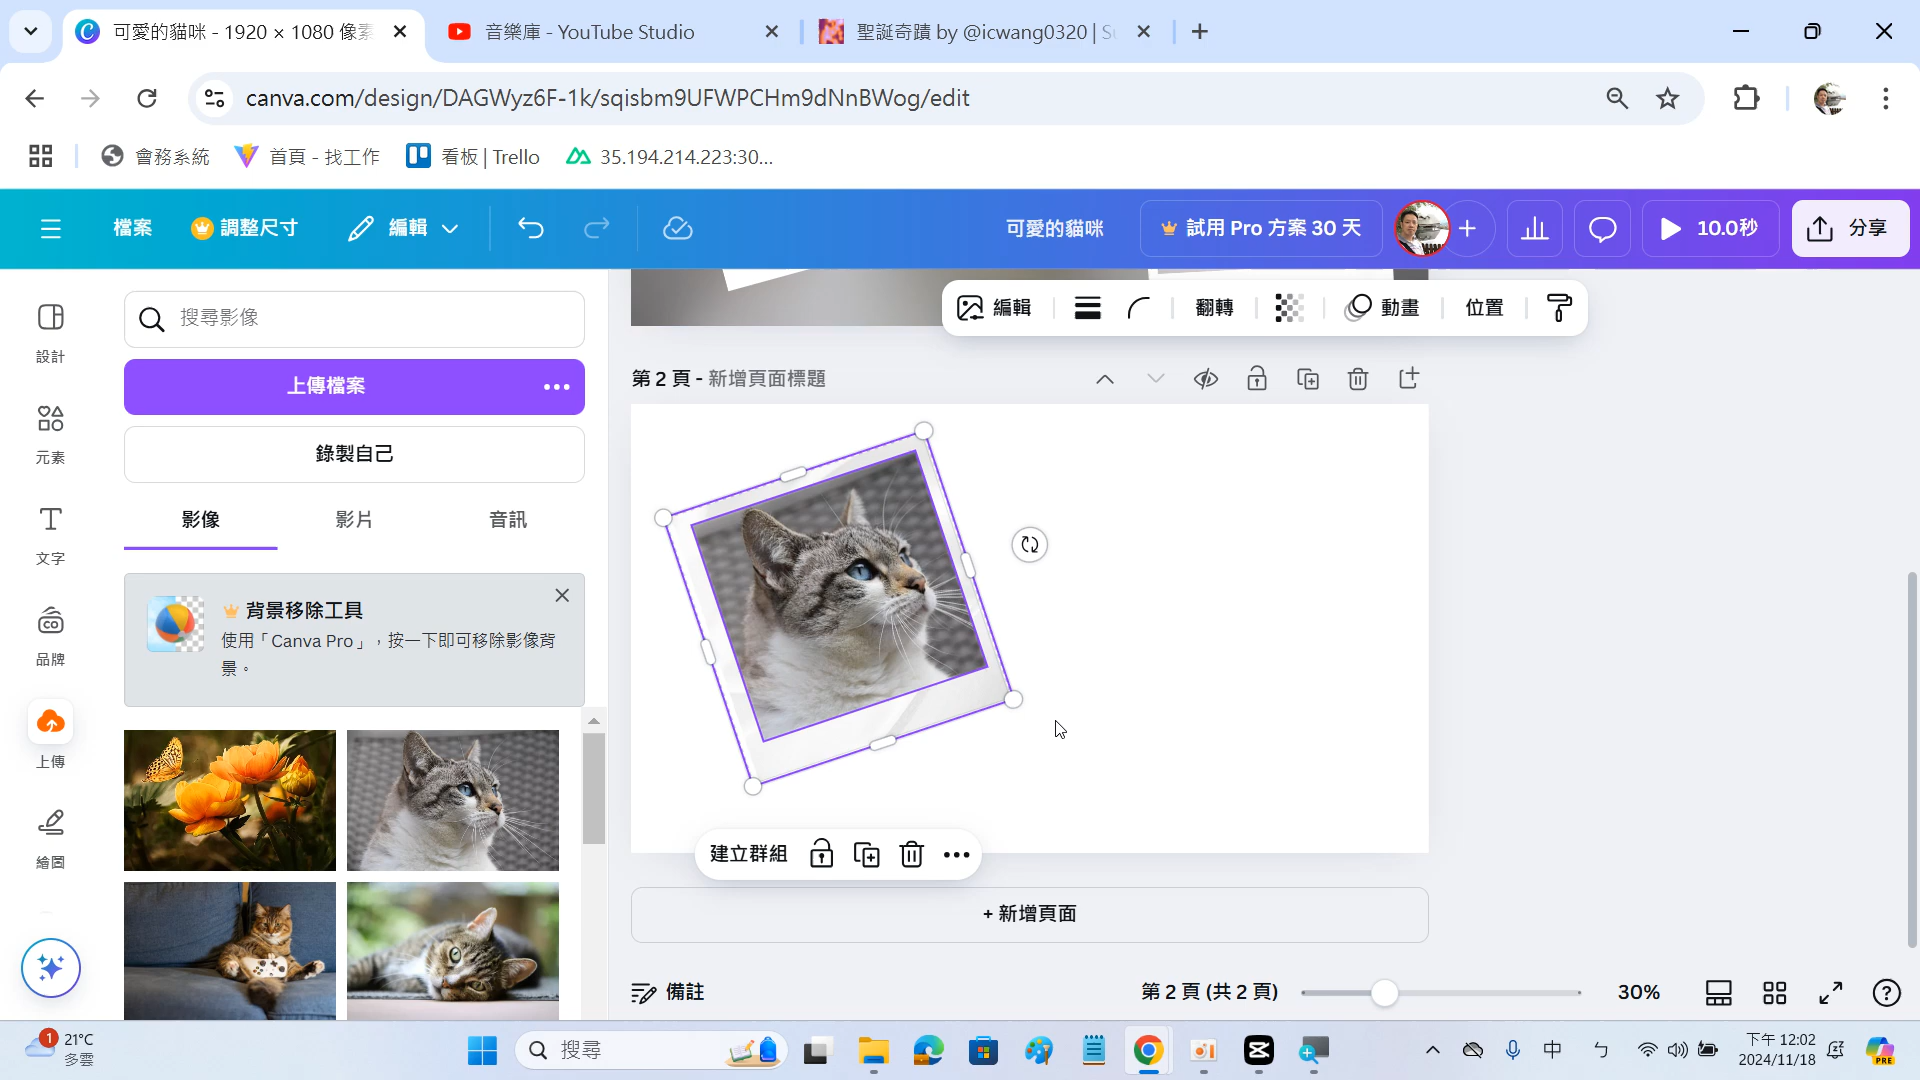 可愛的貓咪 - 1920 × 1080 像素
音樂庫 - YouTube Studio
聖誕奇蹟 by @icwang0320 | Su
canva.com/design/DAGWyz6F-1k/sqisbm9UFWPCHm9dNnBWog/edit
會務系統
首頁 - 找工作
看板 | Trello
35.194.214.223:30...
檔案
調整尺寸
編輯
可愛的貓咪
試用 Pro 方案 30 天
10.0秒
分享
設計
元素
文字
品牌
上傳
繪圖
搜尋影像
上傳檔案
錄製自己
影像
影片
音訊
背景移除工具
使用「Canva Pro」，按一下即可移除影像背
景。
編輯
翻轉
動畫
位置
第 2 頁 - 新增頁面標題
建立群組
+ 新增頁面
備註
第 2 頁 (共 2 頁)
30%
1
21°C
多雲
搜尋
中
ㄅ
下午 12:02
2024/11/18
PRE